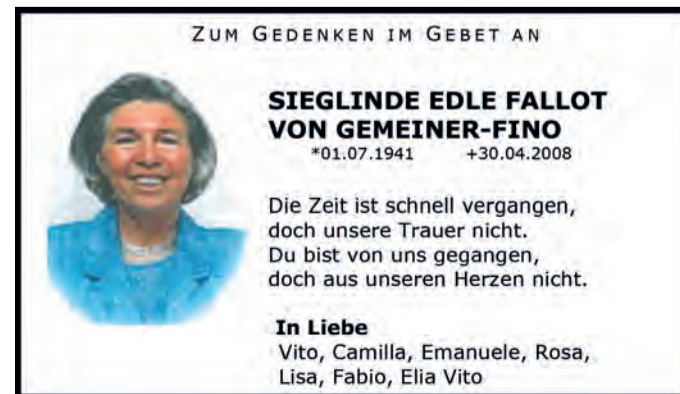 ZUM GEDENKEN IM GEBET AN
SIEGLINDE EDLE FALLOT
VON GEMEINER-FINO
*01.07.1941 +30.04.2008
Die Zeit ist schnell vergangen,
doch unsere Trauer nicht.
Du bist von uns gegangen,
doch aus unseren Herzen nicht.
In Liebe
Vito, Camilla, Emanuele, Rosa,
Lisa, Fabio, Elia Vito